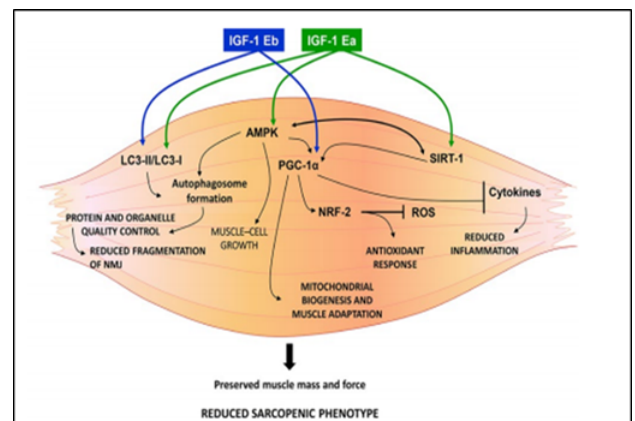 IGF-1 Eb
IGF-1 Ea
AMPK
LC3-II/LC3-I
PGC-1α
SIRT-1
Autophagosome
formation
Cytokines
PROTEIN AND ORGANELLE
QUALITY CONTROL
MUSCLE–CELL
GROWTH
NRF-2
ROS
REDUCED FRAGMENTATION
OF NMJ
ANTIOXIDANT
RESPONSE
REDUCED
INFLAMMATION
MITOCHONDRIAL
BIOGENESIS AND
MUSCLE ADAPTATION
Preserved muscle mass and force
REDUCED SARCOPENIC PHENOTYPE